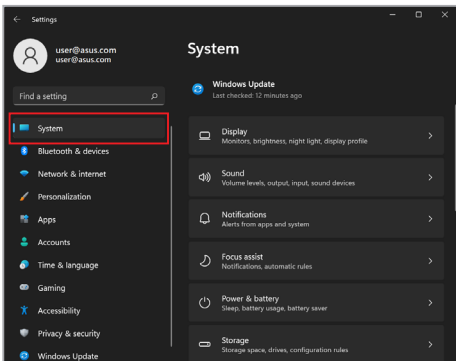 Settings
user@asus.com
user@asus.com
Find a setting
System
Bluetooth & devices
Network & internet
Personalization
Apps
Accounts
Time & language
Gaming
Accessibility
Privacy & security
Windows Update
System
Windows Update
Last checked: 12 minutes ago
Display
Monitors, brightness, night light, display profile
Sound
Volume levels, output, input, sound devices
Notifications
Alerts from apps and system
Focus assist
Notifications, automatic rules
Power & battery
Sleep, battery usage, battery saver
Storage
Storage space, drives, configuration rules